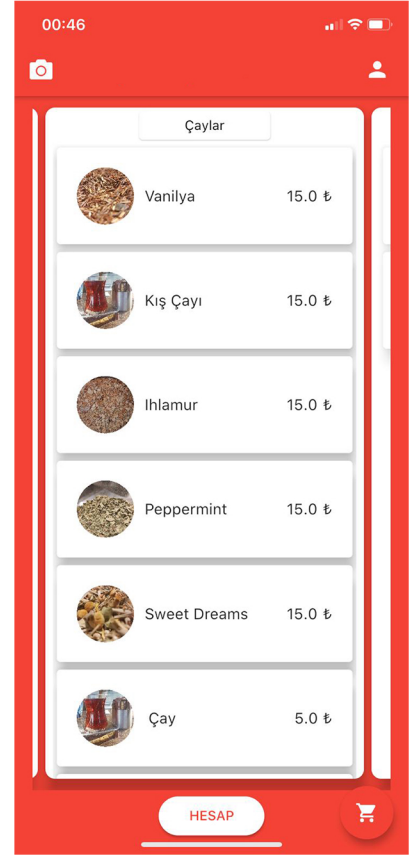 00:46
Çaylar
Vanilya 15.0 ₺
Kış Çayı 15.0 ₺
Ihlamur 15.0 ₺
Peppermint 15.0 ₺
Sweet Dreams 15.0 ₺
Çay 5.0 ₺
HESAP